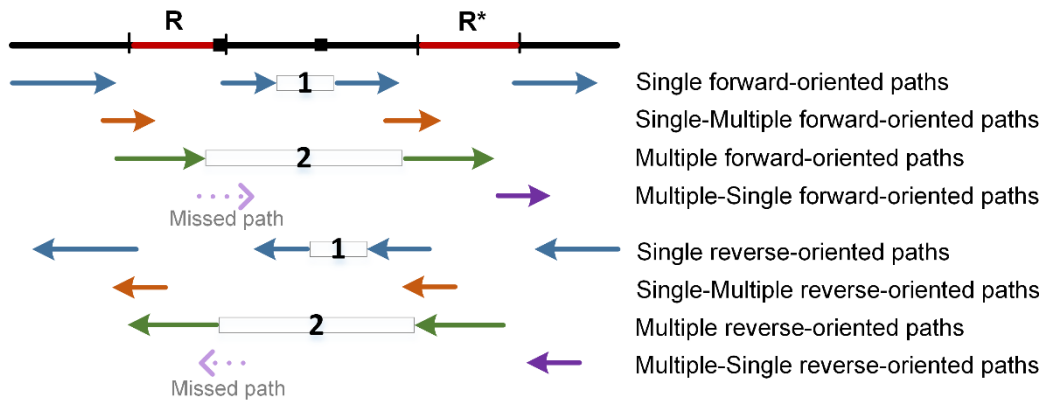 R R*
1 Single forward-oriented paths
Single-Multiple forward-oriented paths
2 Multiple forward-oriented paths
Multiple-Single forward-oriented paths
Missed path
1 Single reverse-oriented paths
Single-Multiple reverse-oriented paths
2 Multiple reverse-oriented paths
Multiple-Single reverse-oriented paths
Missed path